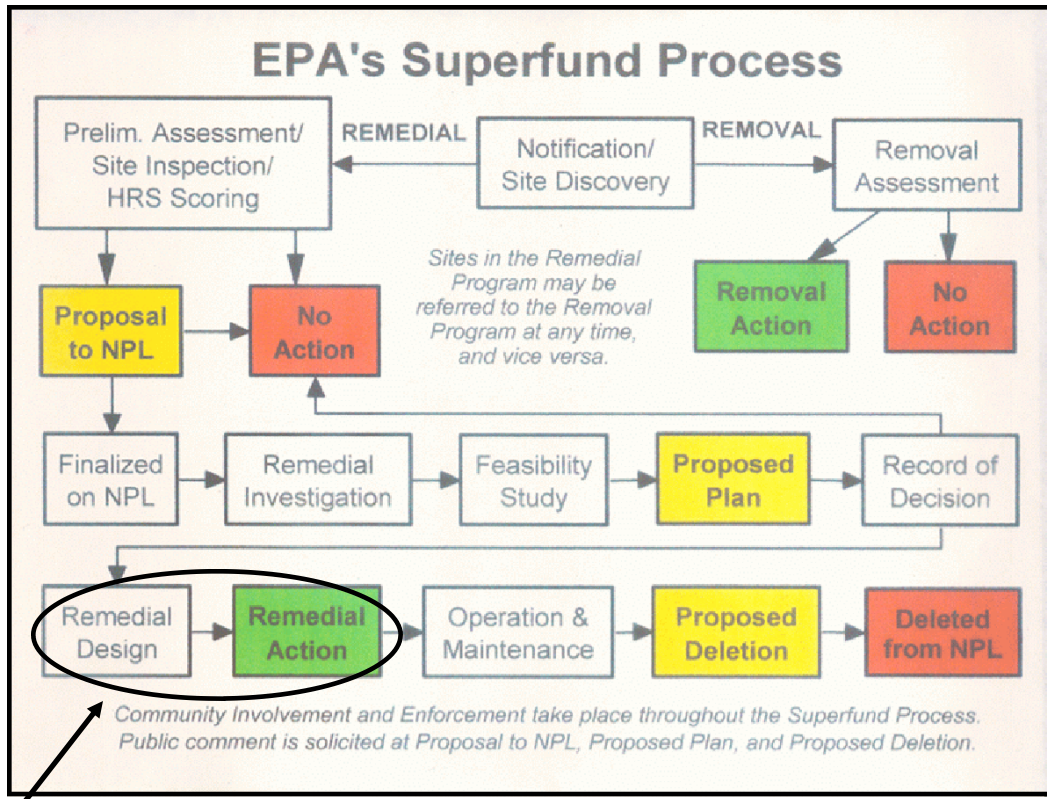 EPA's Superfund Process
Prelim. Assessment/
Site Inspection/
HRS Scoring
REMEDIAL
Notification/
Site Discovery
REMOVAL
Removal
Assessment
Sites in the Remedial
Program may be
referred to the Removal
Program at any time,
and vice versa.
Proposal
to NPL
No
Action
Removal
Action
No
Action
Finalized
on NPL
Remedial
Investigation
Feasibility
Study
Proposed
Plan
Record of
Decision
Remedial
Design
Remedial
Action
Operation &
Maintenance
Proposed
Deletion
Deleted
from NPL
Community Involvement and Enforcement take place throughout the Superfund Process.
Public comment is solicited at Proposal to NPL, Proposed Plan, and Proposed Deletion.